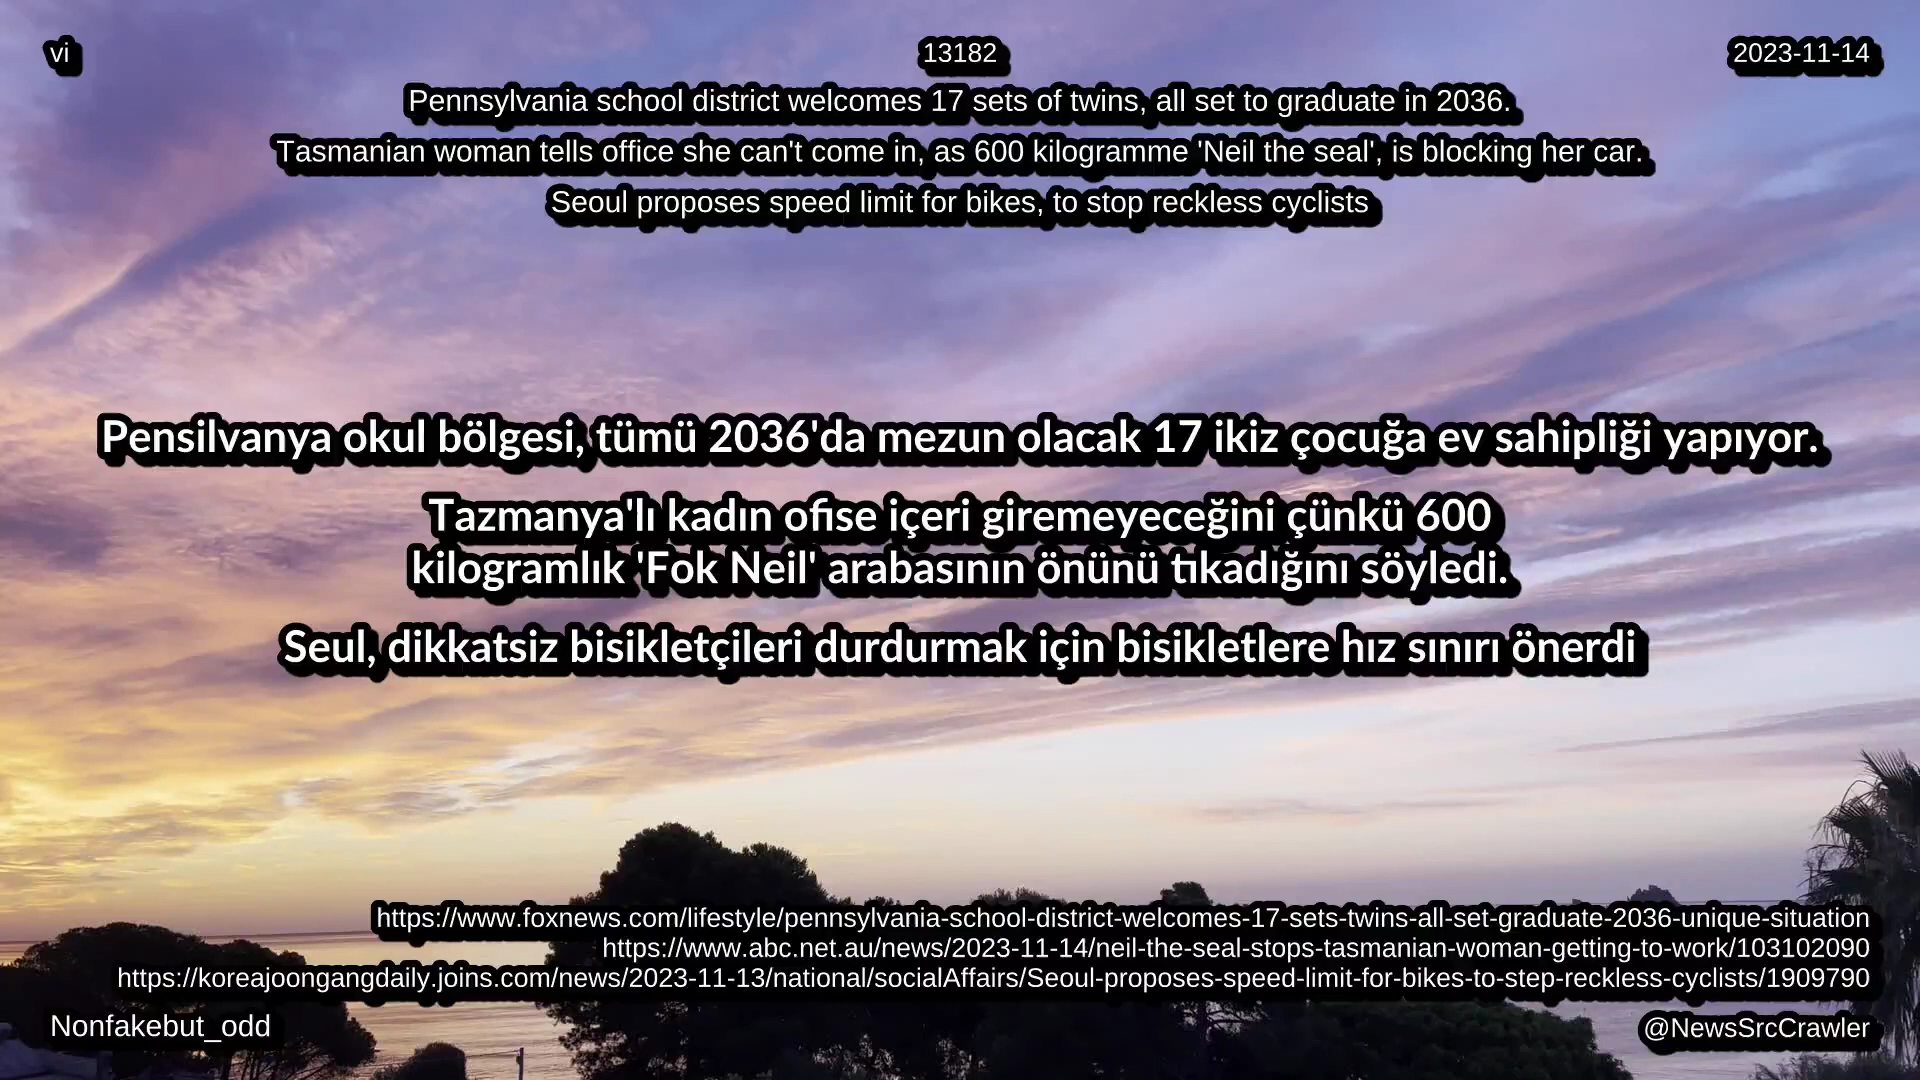 vi
13182
2023-11-14
Pennsylvania school district welcomes 17 sets of twins, all set to graduate in 2036.
Tasmanian woman tells office she can't come in, as 600 kilogramme 'Neil the seal', is blocking her car.
Seoul proposes speed limit for bikes, to stop reckless cyclists
Pensilvanya okul bölgesi, tümü 2036'da mezun olacak 17 ikiz çocuğa ev sahipliği yapıyor.
Tazmanya'lı kadın ofise içeri giremeyeceğini çünkü 600
kilogramlık 'Fok Neil' arabasının önünü tıkadığını söyledi.
Seul, dikkatsiz bisikletçileri durdurmak için bisikletlere hız sınırı önerdi
https://www.foxnews.com/lifestyle/pennsylvania-school-district-welcomes-17-sets-twins-all-set-graduate-2036-unique-situation
https://www.abc.net.au/news/2023-11-14/neil-the-seal-stops-tasmanian-woman-getting-to-work/103102090
https://koreajoongangdaily.joins.com/news/2023-11-13/national/socialAffairs/Seoul-proposes-speed-limit-for-bikes-to-step-reckless-cyclists/1909790
Nonfakebut_odd
@NewsSrcCrawler